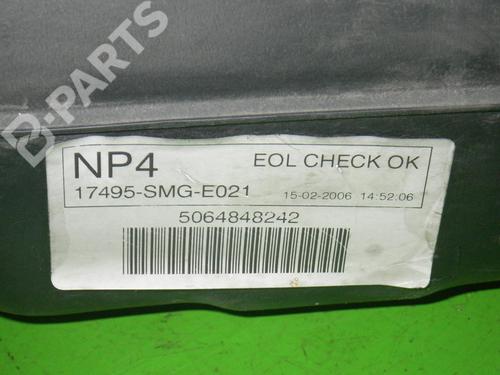 B-PARTS
NP4 EOL CHECK OK
17495-SMG-E021 15-02-2006 14:52:06
5064848242